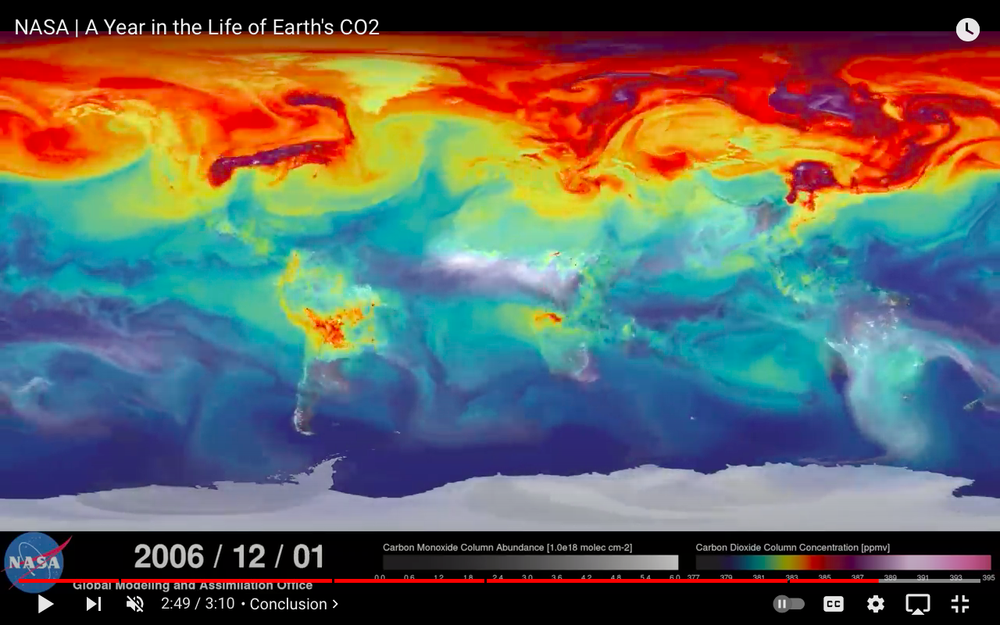 NASA | A Year in the Life of Earth's CO2
NASA
2006 / 12 / 01
Global Modeling and Assimilation Office
Carbon Monoxide Column Abundance [1.0e18 molec cm-2]
0.0 0.6 1.2 1.8 2.4 3.0 3.6 4.2 4.8 5.4 6.0
Carbon Dioxide Column Concentration [ppmv]
377 379 381 383 385 387 389 391 393 395
2:49 / 3:10 • Conclusion
CC